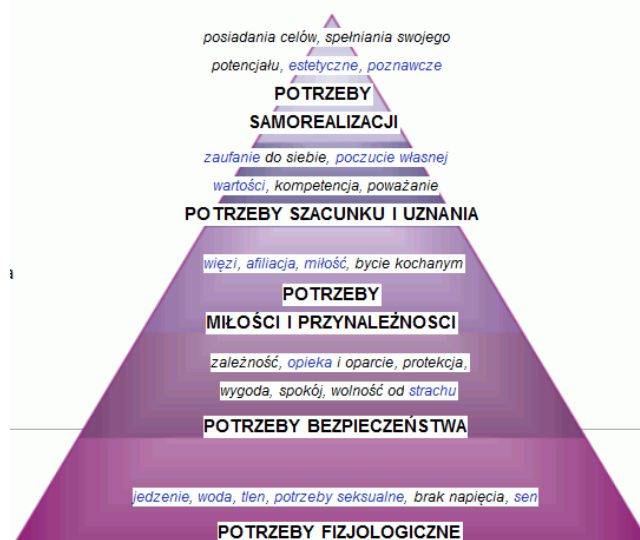 posiadania celów, spełniania swojego
potencjału, estetyczne, poznawcze
POTRZEBY
SAMOREALIZACJI
zaufanie do siebie, poczucie własnej
wartości, kompetencja, poważanie
POTRZEBY SZACUNKU I UZNANIA
więzi, afiliacja, miłość, bycie kochanym
POTRZEBY
MIŁOŚCI I PRZYNALEŻNOSCI
zależność, opieka i oparcie, protekcja,
wygoda, spokój, wolność od strachu
POTRZEBY BEZPIECZEŃSTWA
jedzenie, woda, tlen, potrzeby seksualne, brak napięcia, sen
POTRZEBY FIZJOLOGICZNE